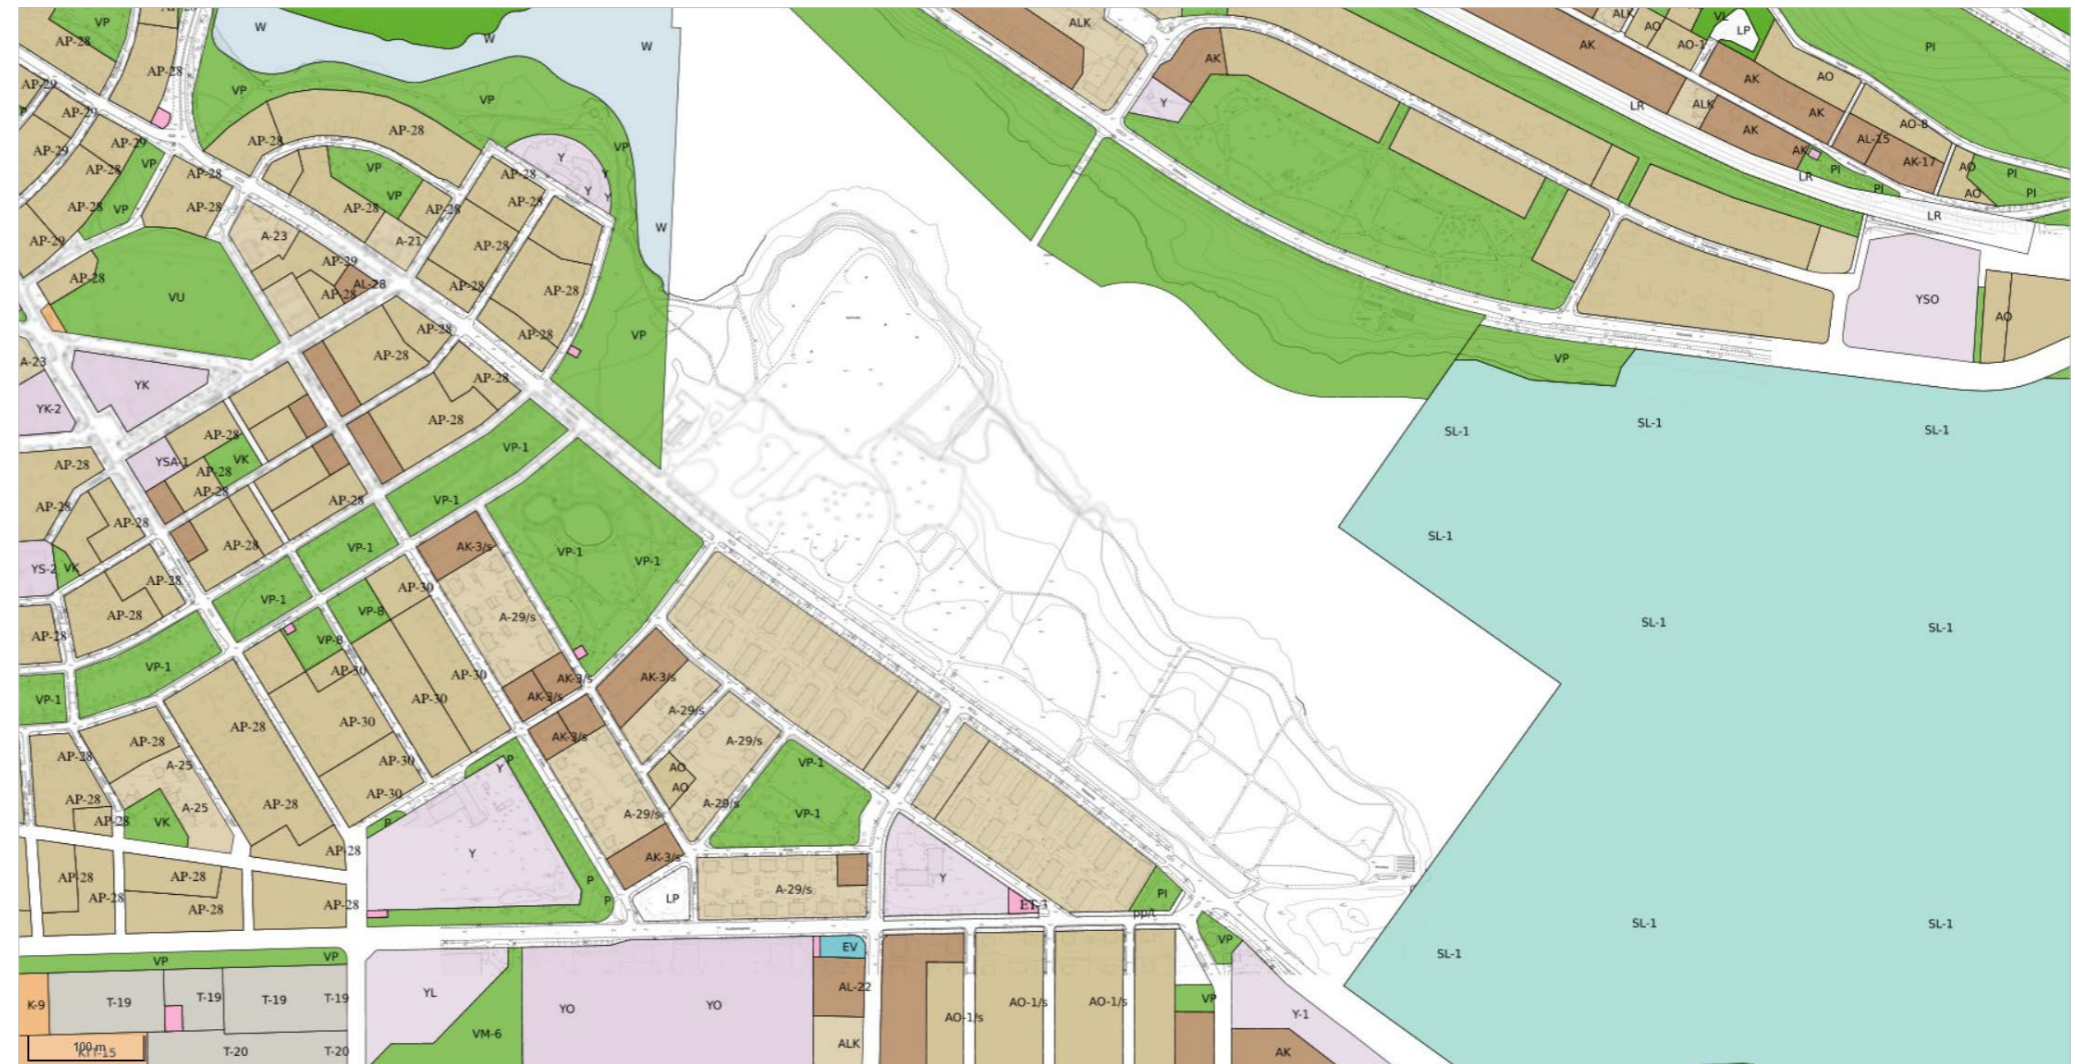 VP
AP-28
W
W
W
ALK
ALK
AO
AO-1
VL
LP
PI
AK
AP-28
AP-28
AP-29
VP
VP
AK
AK
AO
Y
LR
ALK
AK
AP-29
AP-28
AK
AO-8
AL-15
AP-29
AP-29
AP-28
VP
AK
AK-17
AO
Y
AP-28
VP
VP
AP-28
AP-28
Y
Y
Y
LR
PI
PI
AO
PI
PI
AP-28
VP
AP-28
AP-28
AP-28
AP-28
LR
AP-29
A-23
A-21
AP-28
W
AP-28
AP-29
AP-28
AL-28
AP-28
AP-28
VU
YSO
AO
AP-28
AP-28
VP
AP-28
VP
A-23
YK
AP-28
YK-2
AP-28
AP-28
VP-1
SL-1
SL-1
SL-1
YSA-1
VK
AP-28
AP-28
AP-28
AP-28
VP-1
AP-28
AP-28
AP-28
VP-1
AK-3/s
VP-1
VP-1
SL-1
YS-2
VK
AP-28
AP-30
VP-1
VP-8
AP-28
A-29/s
SL-1
SL-1
AP-28
VP-8
VP-1
AP-30
AP-30
AK-3/s
AK-3/s
AK-3/s
VP-1
AP-30
A-29/s
AP-28
AP-30
AK-3/s
A-29/s
AP-28
AP-28
A-25
AP-30
Y
P
AO
AO
VP-1
AP-28
AP-28
A-25
AP-28
AP-30
A-29/s
A-29/s
VP-1
VK
P
AP-28
Y
AK-3/s
AP-28
AP-28
P
P
LP
A-29/s
Y
PI
AP-28
AP-28
AP-28
ET-3
pp/t
SL-1
SL-1
SL-1
VP
VP
VP
EV
K-9
T-19
T-19
T-19
T-19
YL
YO
YO
AL-22
AO-1/s
AO-1/s
AO-1/s
VP
Y-1
VM-6
ALK
AK
100 m
KTT-15
T-20
T-20